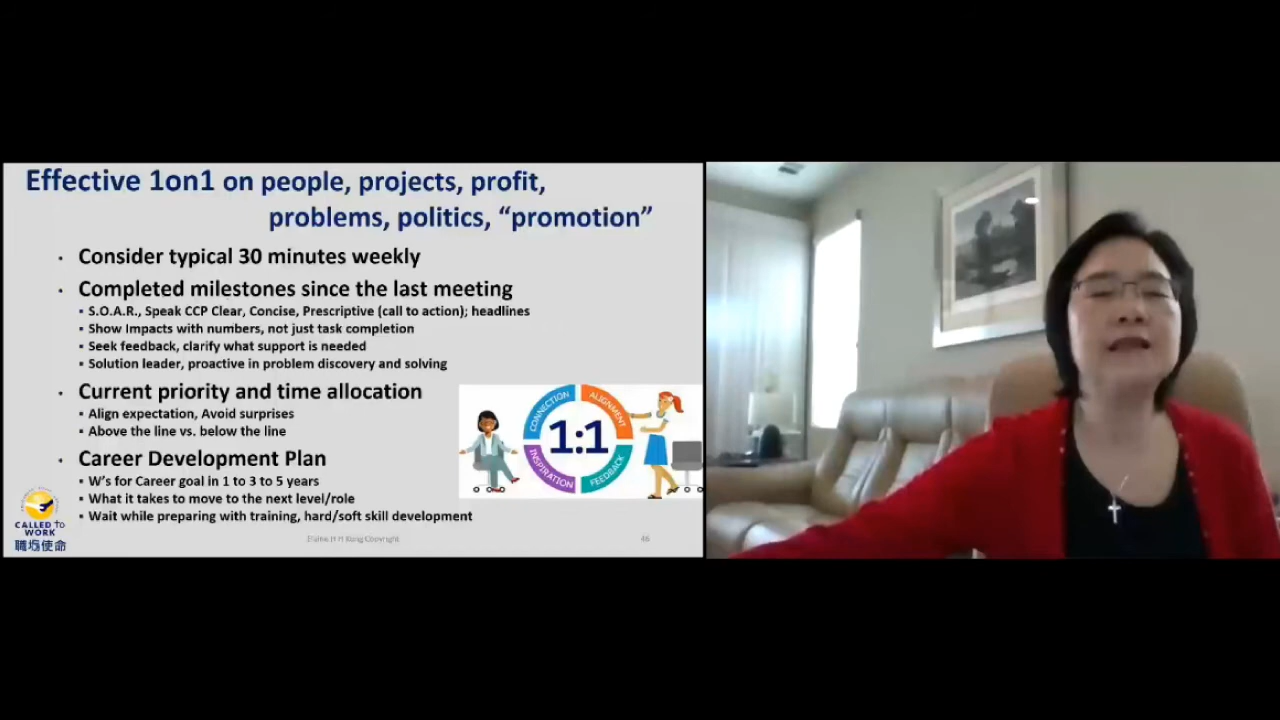 Effective 1on1 on people, projects, profit,
problems, politics, “promotion”
Consider typical 30 minutes weekly
Completed milestones since the last meeting
S.O.A.R., Speak CCP Clear, Concise, Prescriptive (call to action); headlines
Show Impacts with numbers, not just task completion
Seek feedback, clarify what support is needed
Solution leader, proactive in problem discovery and solving
Current priority and time allocation
Align expectation, Avoid surprises
Above the line vs. below the line
Career Development Plan
W's for Career goal in 1 to 3 to 5 years
What it takes to move to the next level/role
Wait while preparing with training, hard/soft skill development
CONNECTION
ALIGNMENT
1:1
INSPIRATION
FEEDBACK
CALLED to
WORK
職場使命
Copyright
46